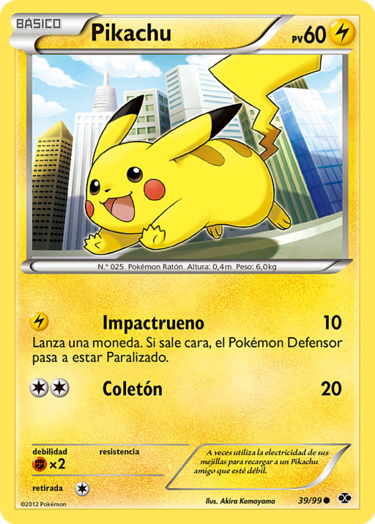 BÁSICO
Pikachu
PV60
N.º 025 Pokémon Ratón Altura: 0,4m Peso: 6,0kg
Impactrueno 10
Lanza una moneda. Si sale cara, el Pokémon Defensor
pasa a estar Paralizado.
Coletón 20
debilidad resistencia
×2
A veces utiliza la electricidad de sus
mejillas para recargar a un Pikachu
amigo que esté débil.
retirada
©2012 Pokémon
Ilus. Akira Komayama
39/99